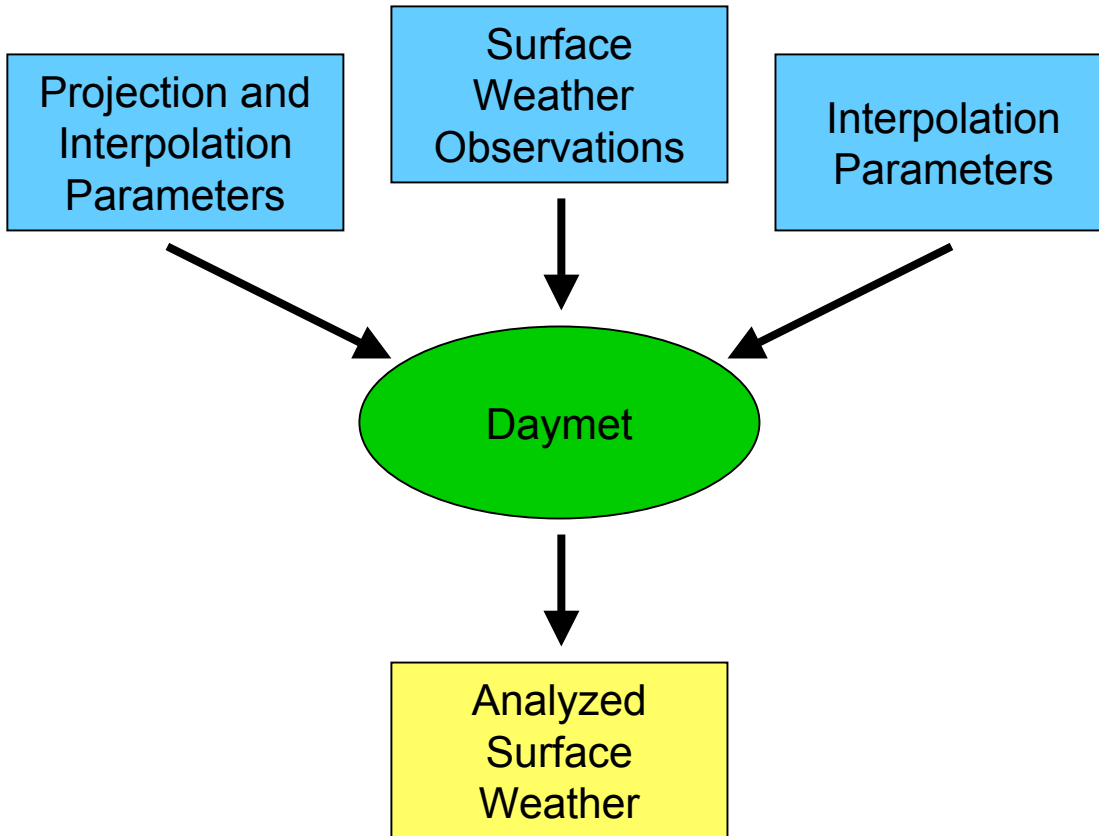 Projection and
Interpolation
Parameters
Surface
Weather
Observations
Interpolation
Parameters
Daymet
Analyzed
Surface
Weather